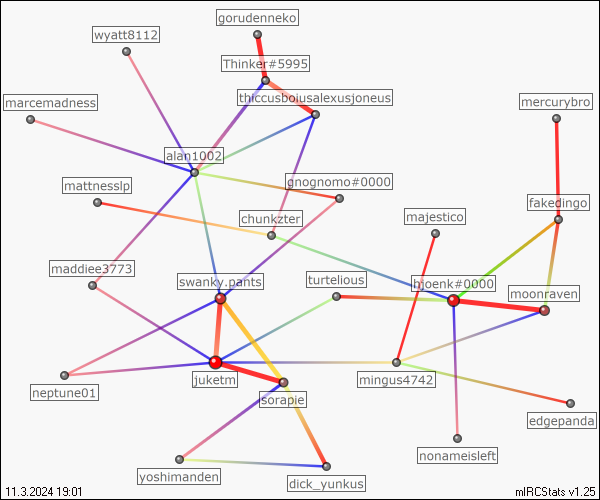 gorudenneko
wyatt8112
Thinker#5995
thiccusboiusalexusjoneus
marcemadness
mercurybro
alan1002
mattnesslp
gnognomo#0000
chunkzter
majestico
fakedingo
maddiee3773
swanky.pants
turtelious
bjoenk#0000
moonraven
juketm
mingus4742
neptune01
sorapie
edgepanda
nonameisleft
yoshimanden
dick_yunkus
11.3.2024 19:01
mIRCStats v1.25